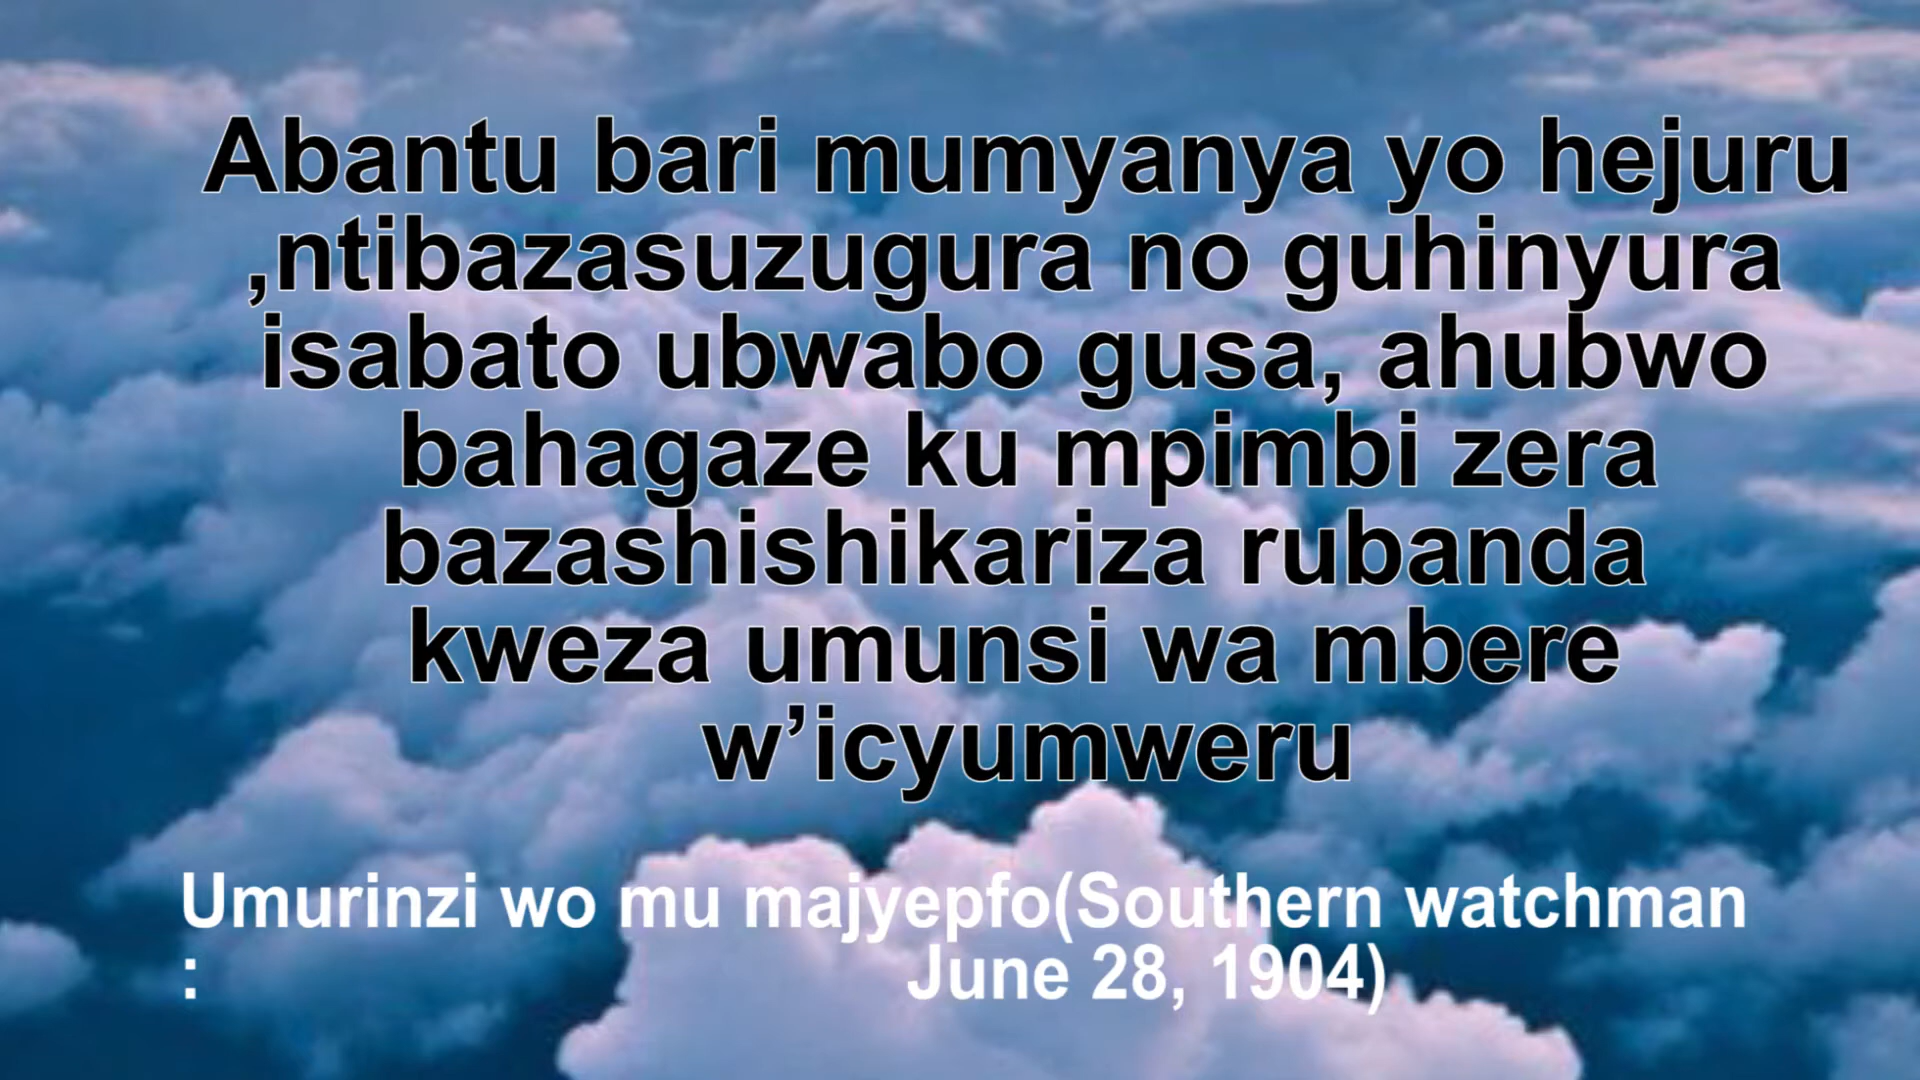 Abantu bari mumyanya yo hejuru
,ntibazasuzugura no guhinyura
isabato ubwabo gusa, ahubwo
bahagaze ku mpimbi zera
bazashishikariza rubanda
kweza umunsi wa mbere
w’icyumweru
Umurinzi wo mu majyepfo(Southern watchman
: June 28, 1904)